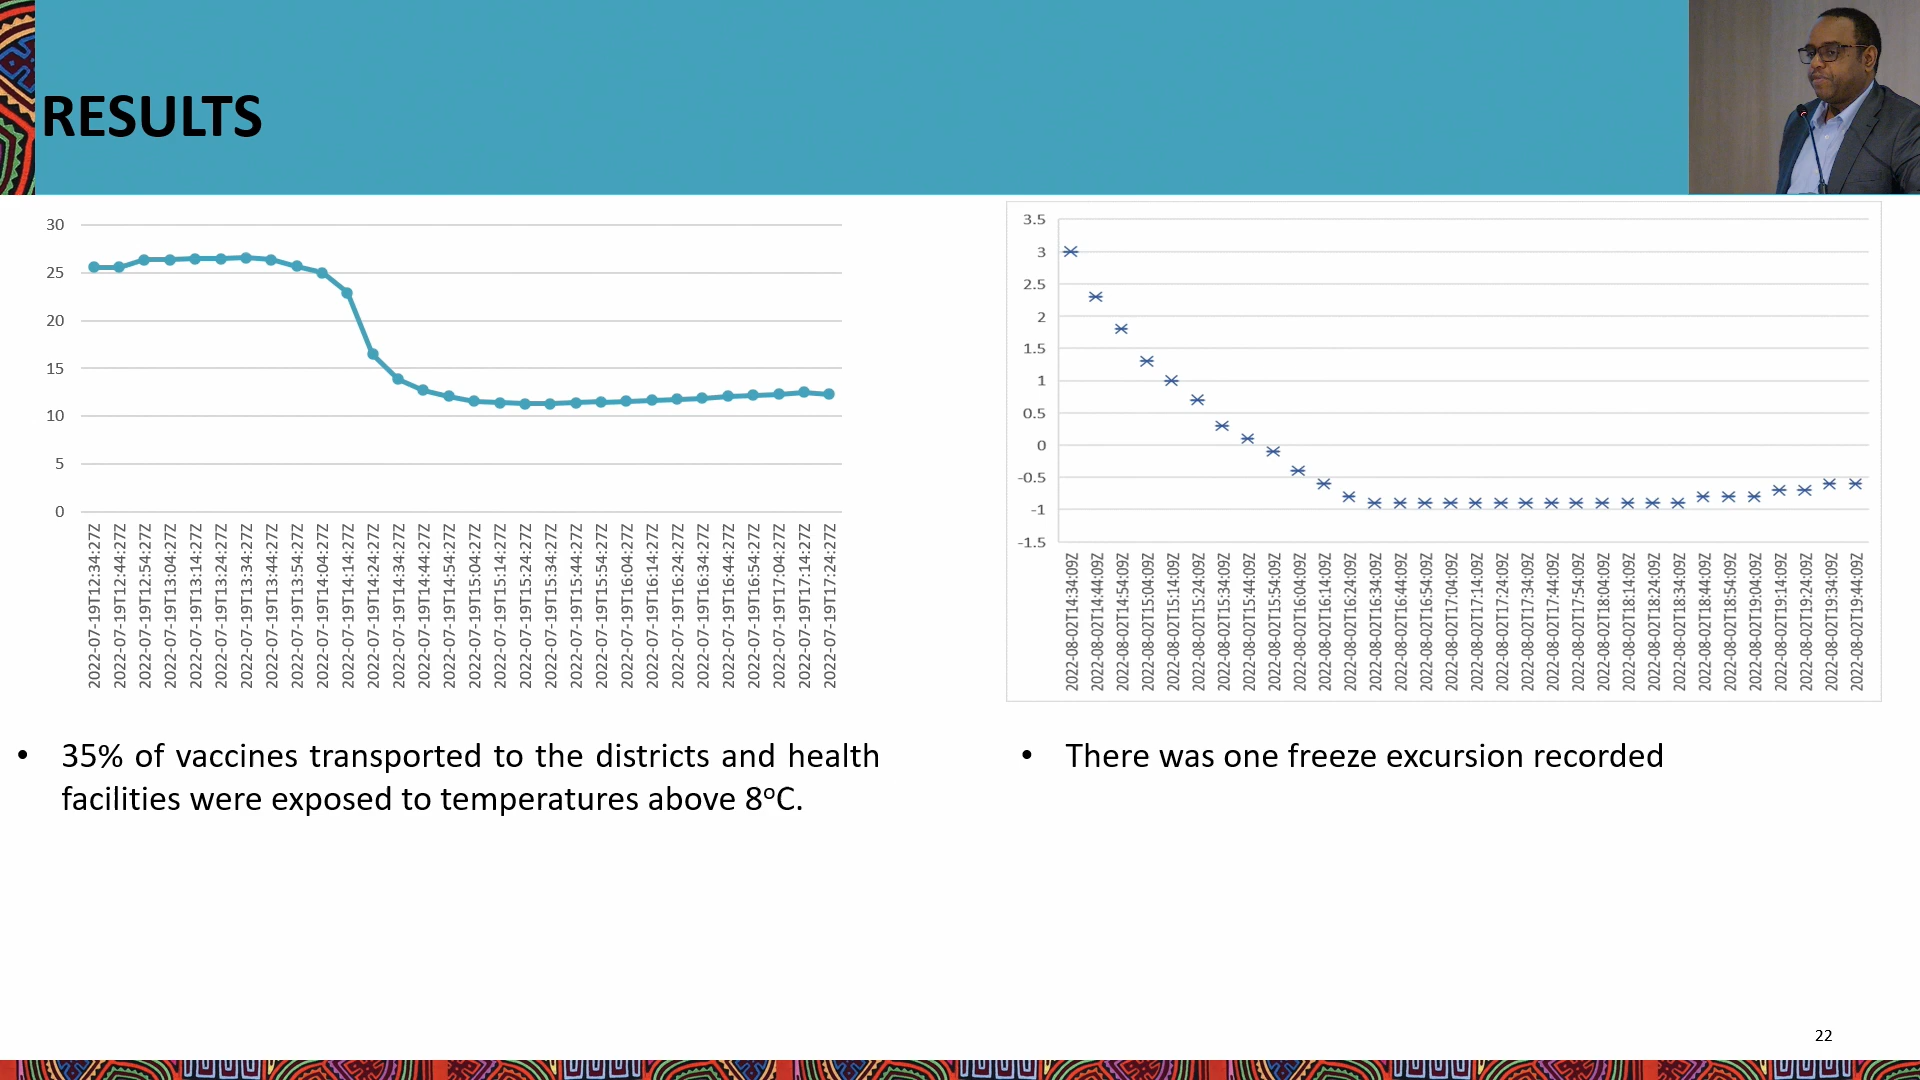 RESULTS
30
25
20
15
10
5
0
2022-07-19T12:34:27Z
2022-07-19T12:44:27Z
2022-07-19T12:54:27Z
2022-07-19T13:04:27Z
2022-07-19T13:14:27Z
2022-07-19T13:24:27Z
2022-07-19T13:34:27Z
2022-07-19T13:44:27Z
2022-07-19T13:54:27Z
2022-07-19T14:04:27Z
2022-07-19T14:14:27Z
2022-07-19T14:24:27Z
2022-07-19T14:34:27Z
2022-07-19T14:44:27Z
2022-07-19T14:54:27Z
2022-07-19T15:04:27Z
2022-07-19T15:14:27Z
2022-07-19T15:24:27Z
2022-07-19T15:34:27Z
2022-07-19T15:44:27Z
2022-07-19T15:54:27Z
2022-07-19T16:04:27Z
2022-07-19T16:14:27Z
2022-07-19T16:24:27Z
2022-07-19T16:34:27Z
2022-07-19T16:44:27Z
2022-07-19T16:54:27Z
2022-07-19T17:04:27Z
2022-07-19T17:14:27Z
2022-07-19T17:24:27Z
• 35% of vaccines transported to the districts and health
facilities were exposed to temperatures above 8°C.
3.5
3
2.5
2
1.5
1
0.5
0
-0.5
-1
-1.5
2022-08-02T14:34:09Z
2022-08-02T14:44:09Z
2022-08-02T14:54:09Z
2022-08-02T15:04:09Z
2022-08-02T15:14:09Z
2022-08-02T15:24:09Z
2022-08-02T15:34:09Z
2022-08-02T15:44:09Z
2022-08-02T15:54:09Z
2022-08-02T16:04:09Z
2022-08-02T16:14:09Z
2022-08-02T16:24:09Z
2022-08-02T16:34:09Z
2022-08-02T16:44:09Z
2022-08-02T16:54:09Z
2022-08-02T17:04:09Z
2022-08-02T17:14:09Z
2022-08-02T17:24:09Z
2022-08-02T17:34:09Z
2022-08-02T17:44:09Z
2022-08-02T17:54:09Z
2022-08-02T18:04:09Z
2022-08-02T18:14:09Z
2022-08-02T18:24:09Z
2022-08-02T18:34:09Z
2022-08-02T18:44:09Z
2022-08-02T18:54:09Z
2022-08-02T19:04:09Z
2022-08-02T19:14:09Z
2022-08-02T19:24:09Z
2022-08-02T19:34:09Z
2022-08-02T19:44:09Z
• There was one freeze excursion recorded
22